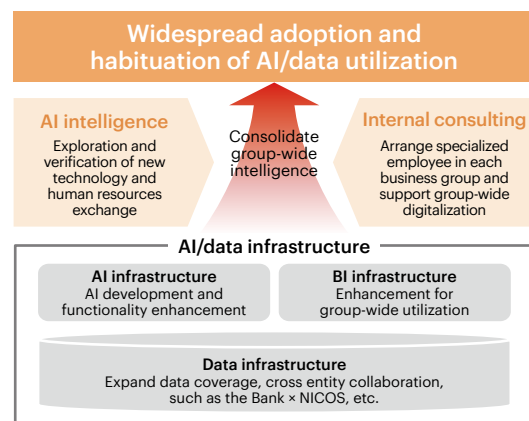 Widespread adoption and
habituation of AI/data utilization
AI intelligence
Exploration and
verification of new
technology and
human resources
exchange
Consolidate
group-wide
intelligence
Internal consulting
Arrange specialized
employee in each
business group and
support group-wide
digitalization
AI/data infrastructure
AI infrastructure
AI development and
functionality enhancement
BI infrastructure
Enhancement for
group-wide utilization
Data infrastructure
Expand data coverage, cross entity collaboration,
such as the Bank × NICOS, etc.